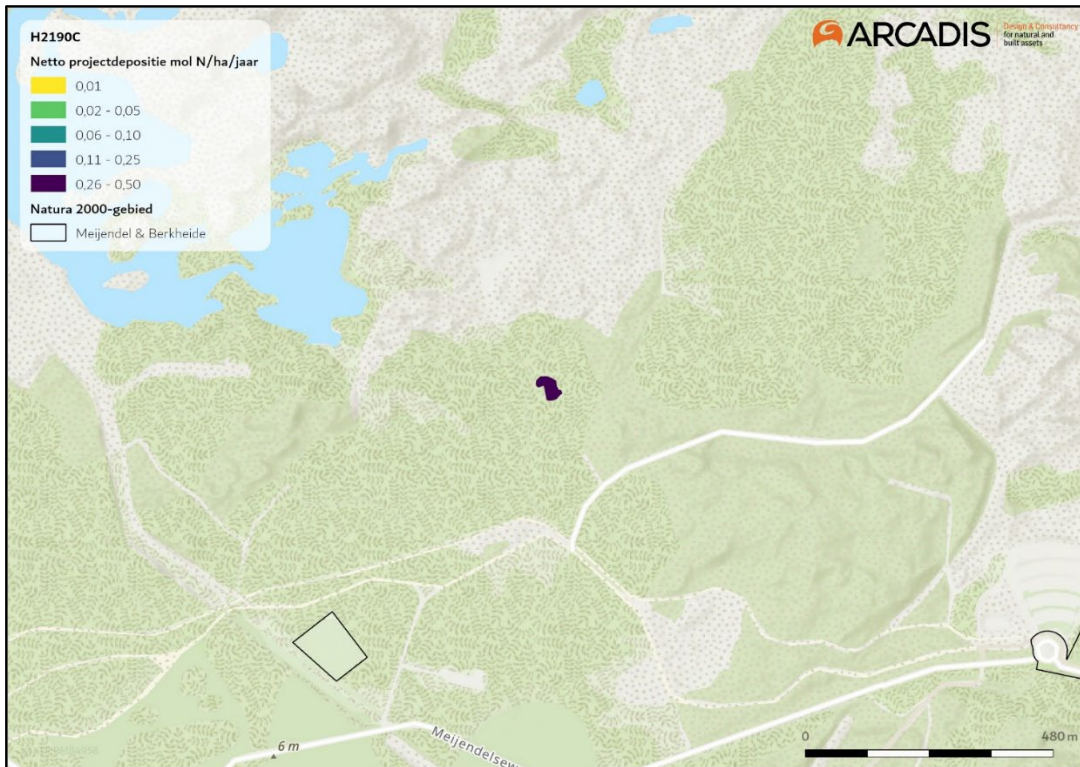 H2190C
Netto projectdepositie mol N/ha/jaar
0,01
0,02 - 0,05
0,06 - 0,10
0,11 - 0,25
0,26 - 0,50
Natura 2000-gebied
Meijendel & Berkheide
ARCADIS
Design & Consultancy
for natural and
built assets
6 m
Meijendelsew
0
480 m